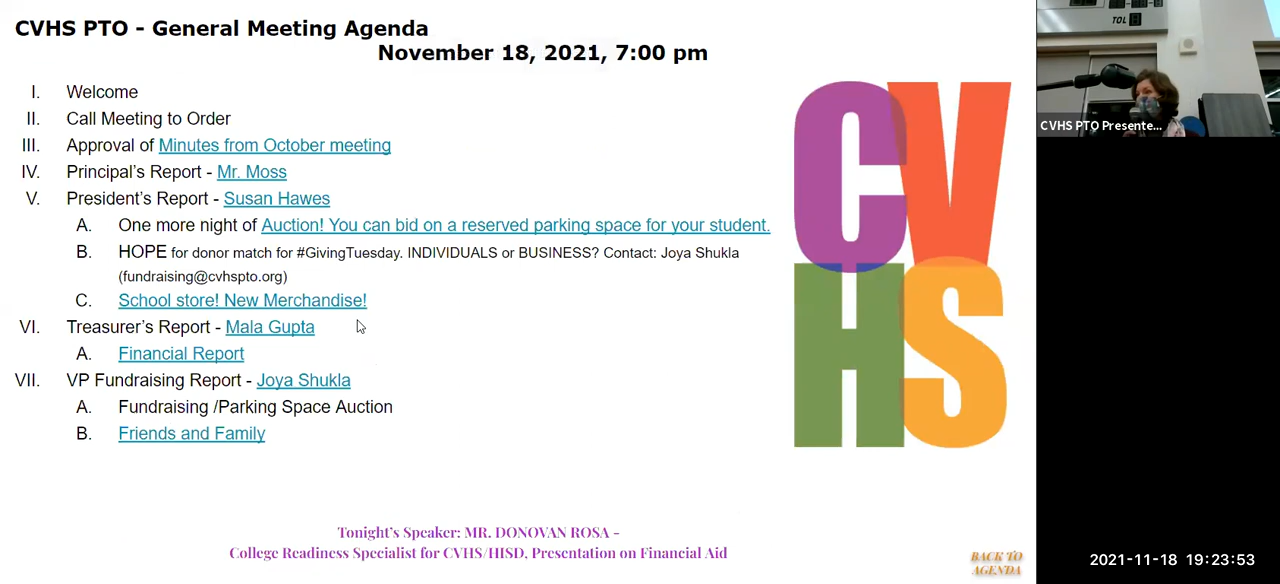 CVHS PTO - General Meeting Agenda
November 18, 2021, 7:00 pm
I. Welcome
II. Call Meeting to Order
III. Approval of Minutes from October meeting
IV. Principal's Report - Mr. Moss
V. President's Report - Susan Hawes
A. One more night of Auction! You can bid on a reserved parking space for your student.
B. HOPE for donor match for #GivingTuesday. INDIVIDUALS or BUSINESS? Contact: Joya Shukla
(fundraising@cvhspto.org)
C. School store! New Merchandise!
VI. Treasurer's Report - Mala Gupta
A. Financial Report
VII. VP Fundraising Report - Joya Shukla
A. Fundraising /Parking Space Auction
B. Friends and Family
CV
HS
Tonight's Speaker: MR. DONOVAN ROSA -
College Readiness Specialist for CVHS/HISD, Presentation on Financial Aid
BACK TO
AGENDA
TOL
CVHS PTO Presente...
2021-11-18 19:23:53